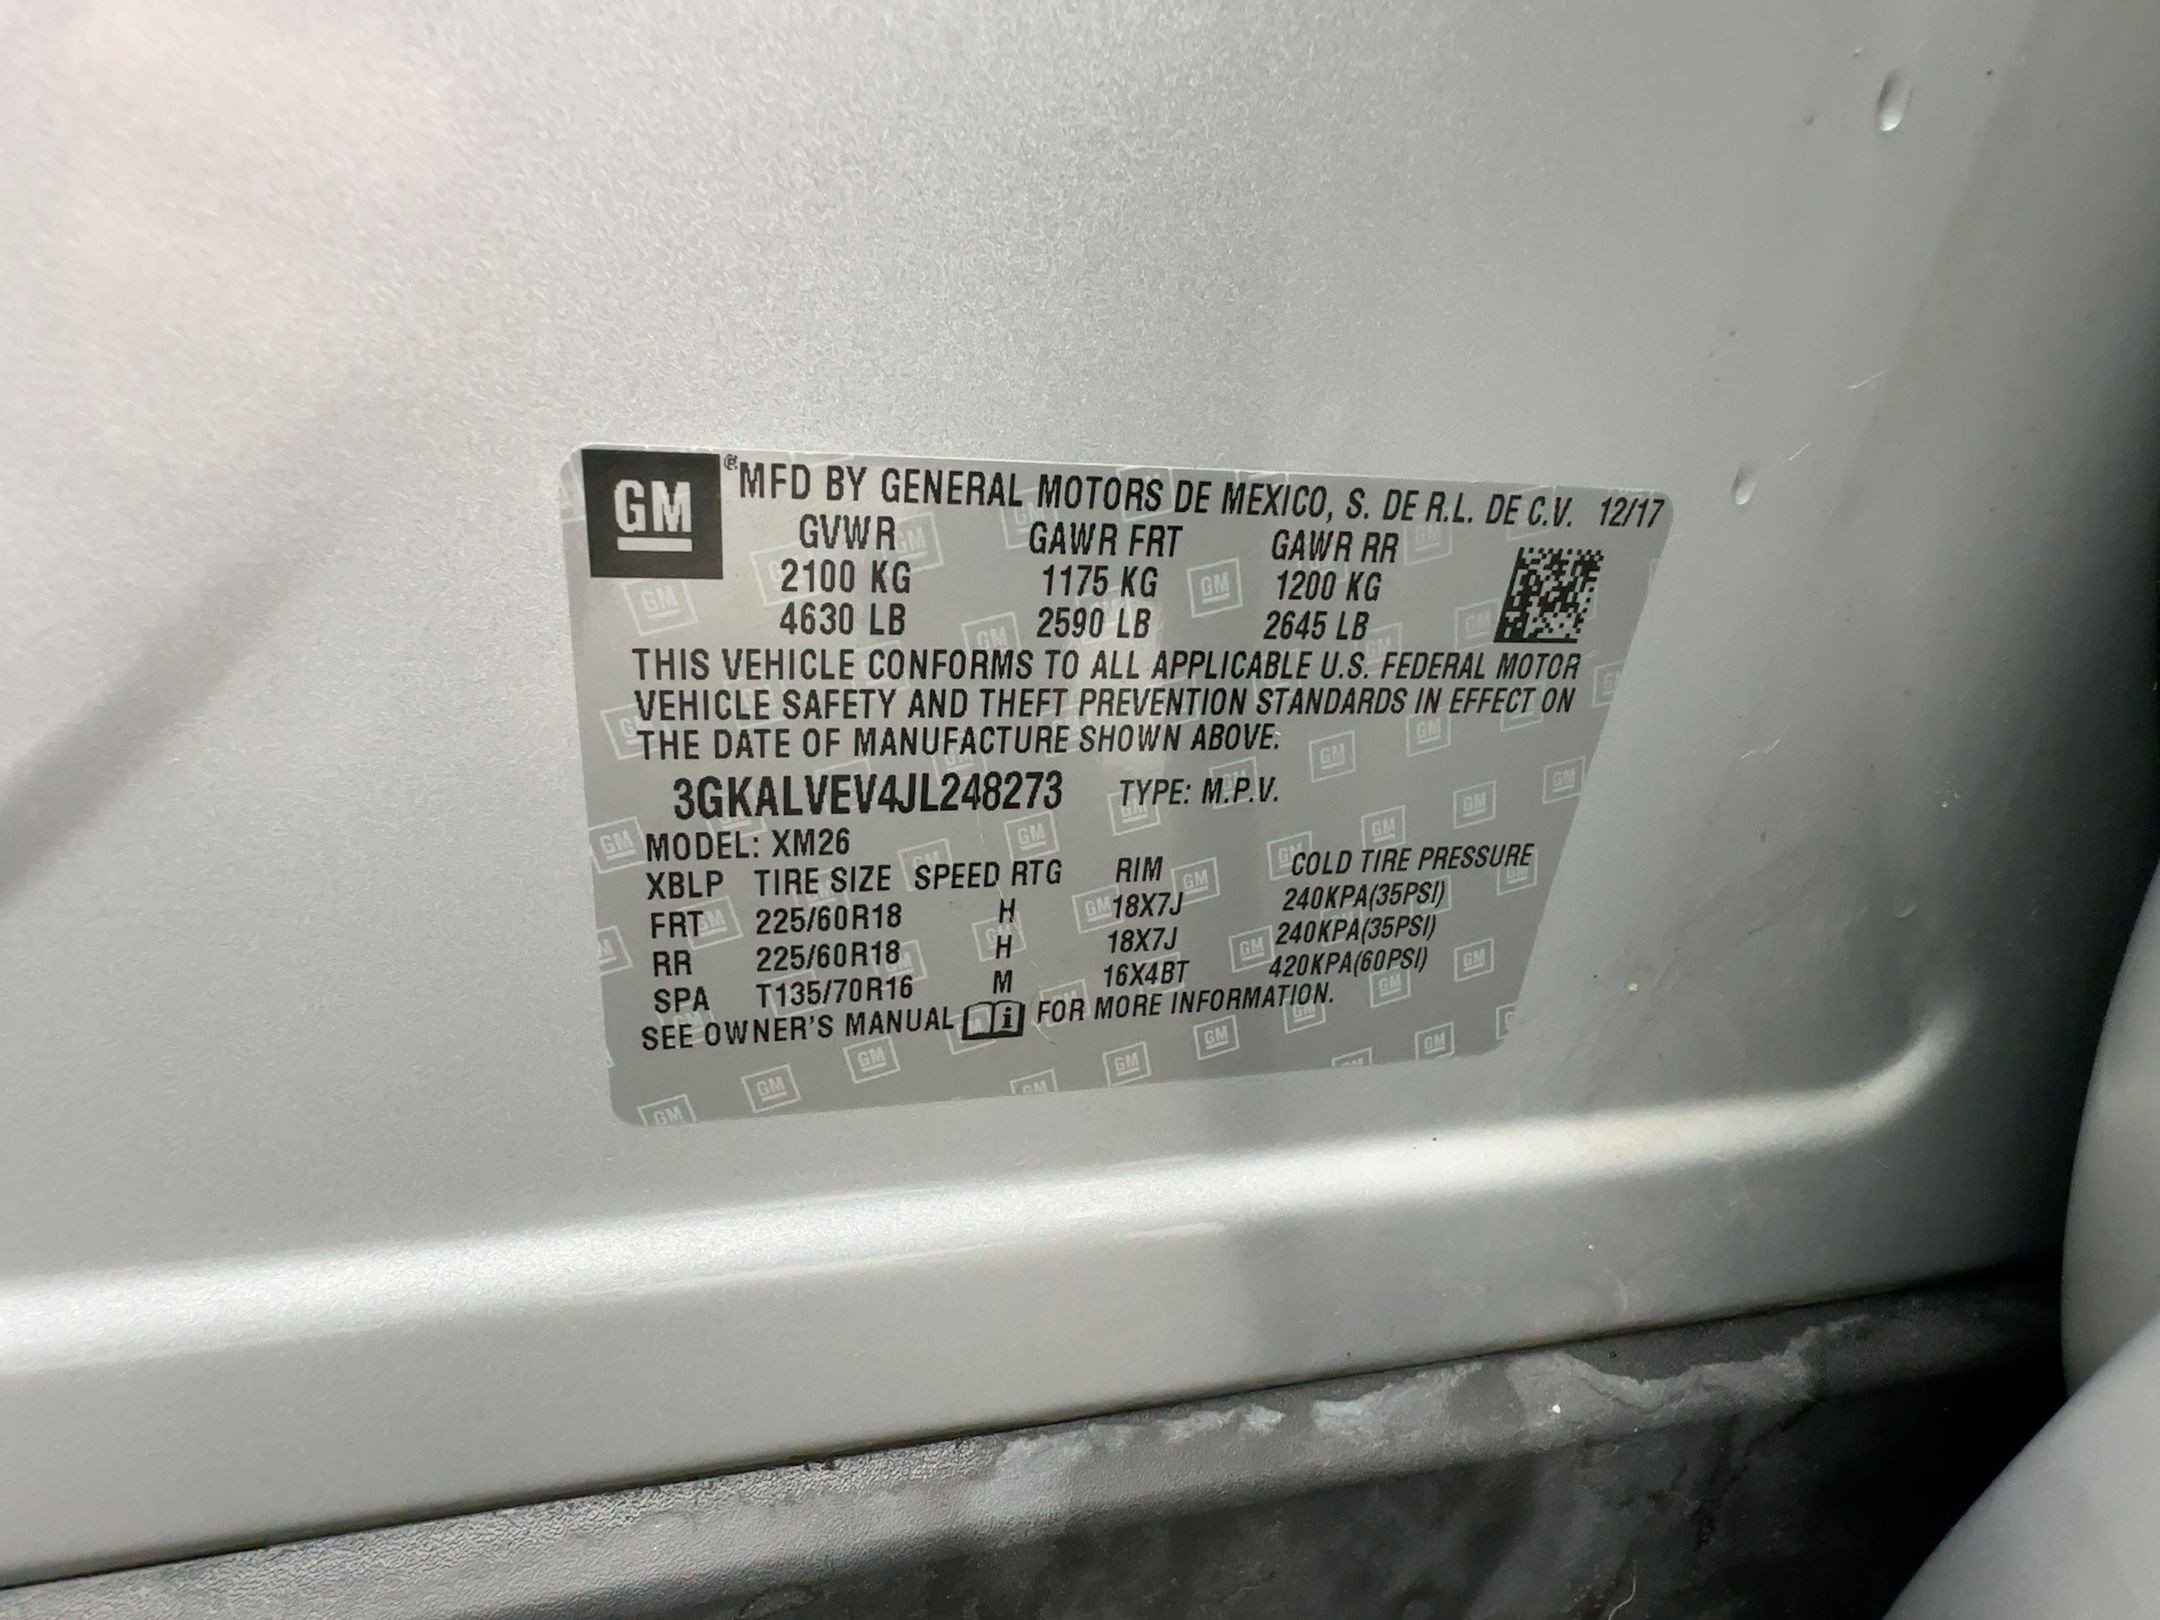 GM ® MFD BY GENERAL MOTORS DE MEXICO, S. DE R.L. DE C.V. 12/17
GVWR GAWR FRT GAWR RR
2100 KG 1175 KG 1200 KG
4630 LB 2590 LB 2645 LB
THIS VEHICLE CONFORMS TO ALL APPLICABLE U.S. FEDERAL MOTOR
VEHICLE SAFETY AND THEFT PREVENTION STANDARDS IN EFFECT ON
THE DATE OF MANUFACTURE SHOWN ABOVE.
3GKALVEV4JL248273 TYPE: M.P.V.
MODEL: XM26
XBLP TIRE SIZE SPEED RTG RIM COLD TIRE PRESSURE
FRT 225/60R18 H 18X7J 240KPA(35PSI)
RR 225/60R18 H 18X7J 240KPA(35PSI)
SPA T135/70R16 M 16X4BT 420KPA(60PSI)
SEE OWNER'S MANUAL i FOR MORE INFORMATION.